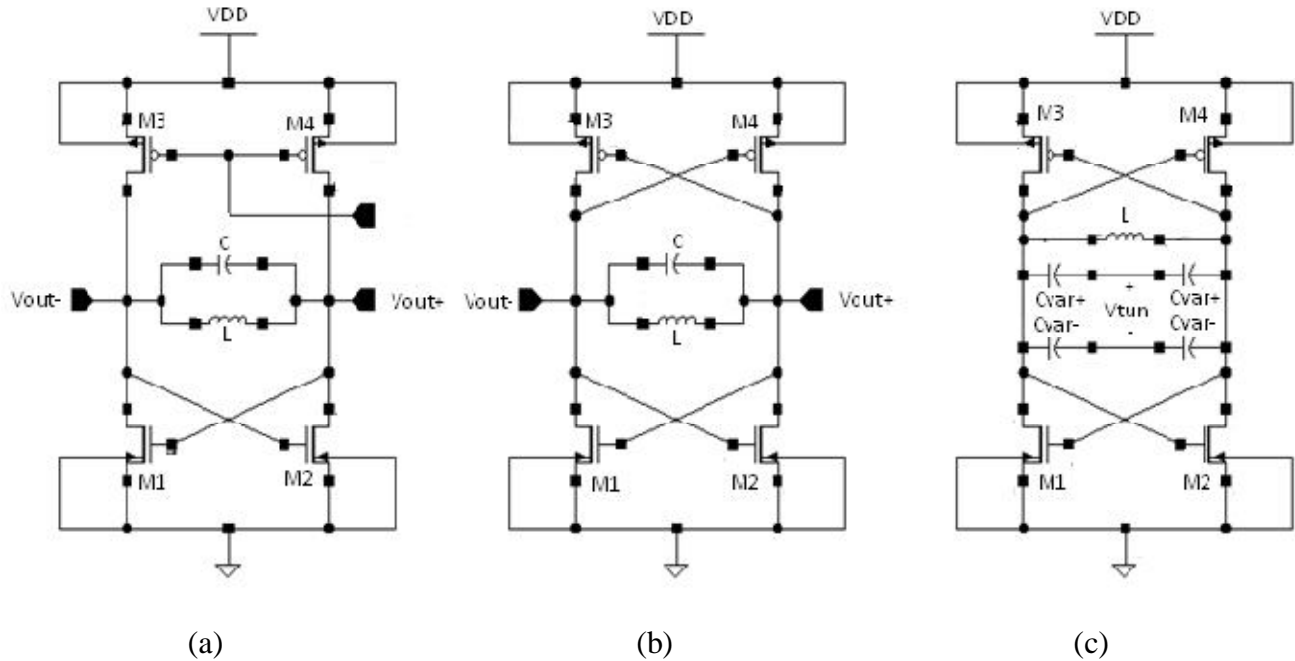 VDD
M3
M4
C
L
Vout-
Vout+
M1
M2
VDD
M3
M4
C
L
Vout-
Vout+
M1
M2
VDD
M3
M4
L
Cvar+
Cvar+
+
Vtun
Cvar-
Cvar-
-
M1
M2
(a)
(b)
(c)